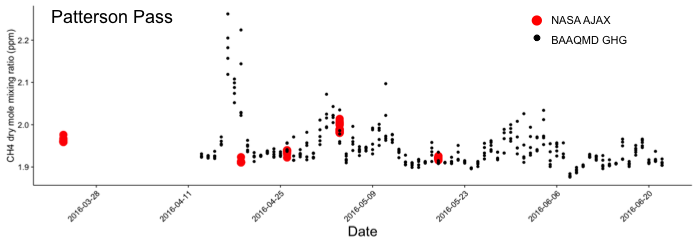 Patterson Pass
NASA AJAX
BAAQMD GHG
CH4 dry mole mixing ratio (ppm)
2.2
2.1
2.0
1.9
2016-03-28
2016-04-11
2016-04-25
2016-05-09
2016-05-23
2016-06-06
2016-06-20
Date